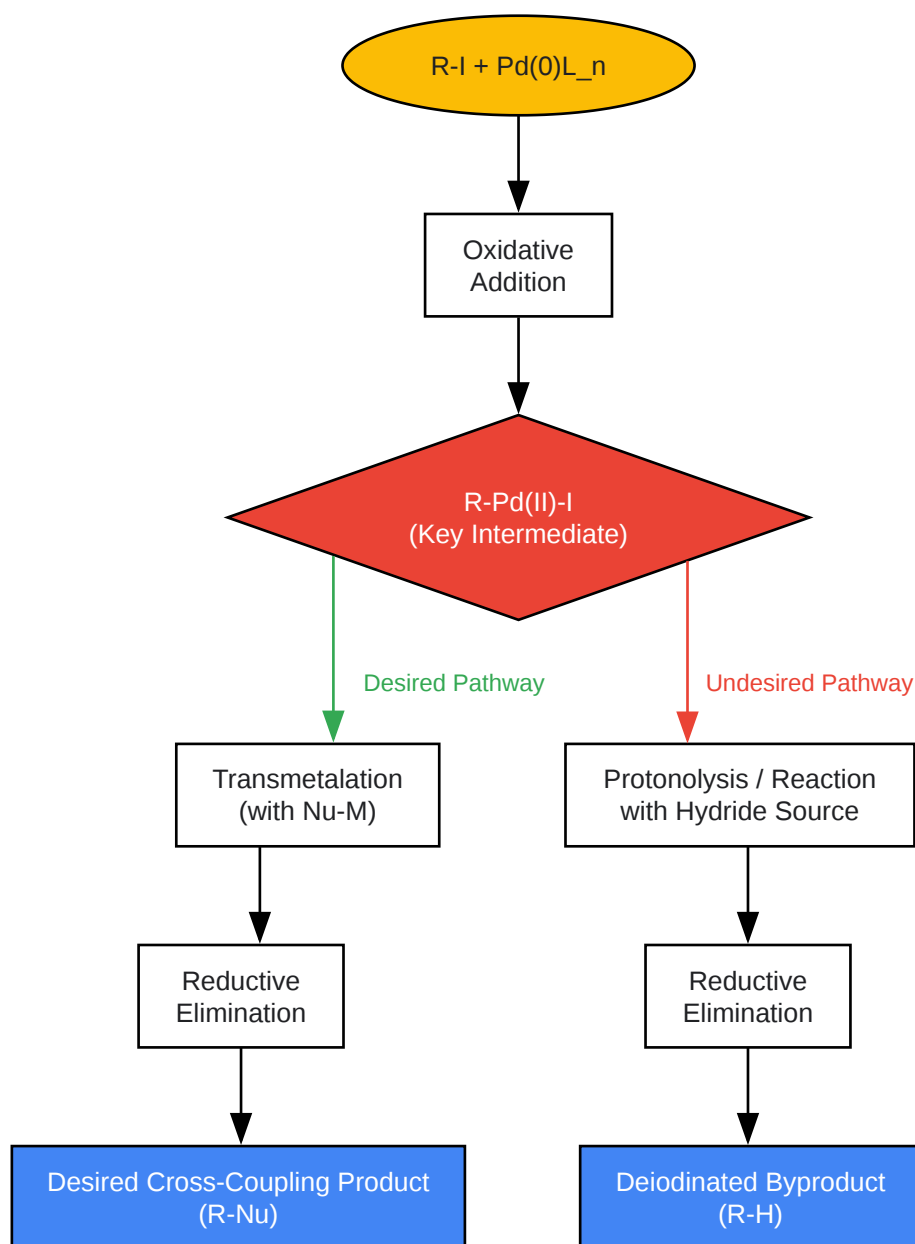 R-I + Pd(0)L_n
Oxidative
Addition
R-Pd(II)-I
(Key Intermediate)
Desired Pathway
Undesired Pathway
Transmetalation
(with Nu-M)
Protonolysis / Reaction
with Hydride Source
Reductive
Elimination
Reductive
Elimination
Desired Cross-Coupling Product
(R-Nu)
Deiodinated Byproduct
(R-H)